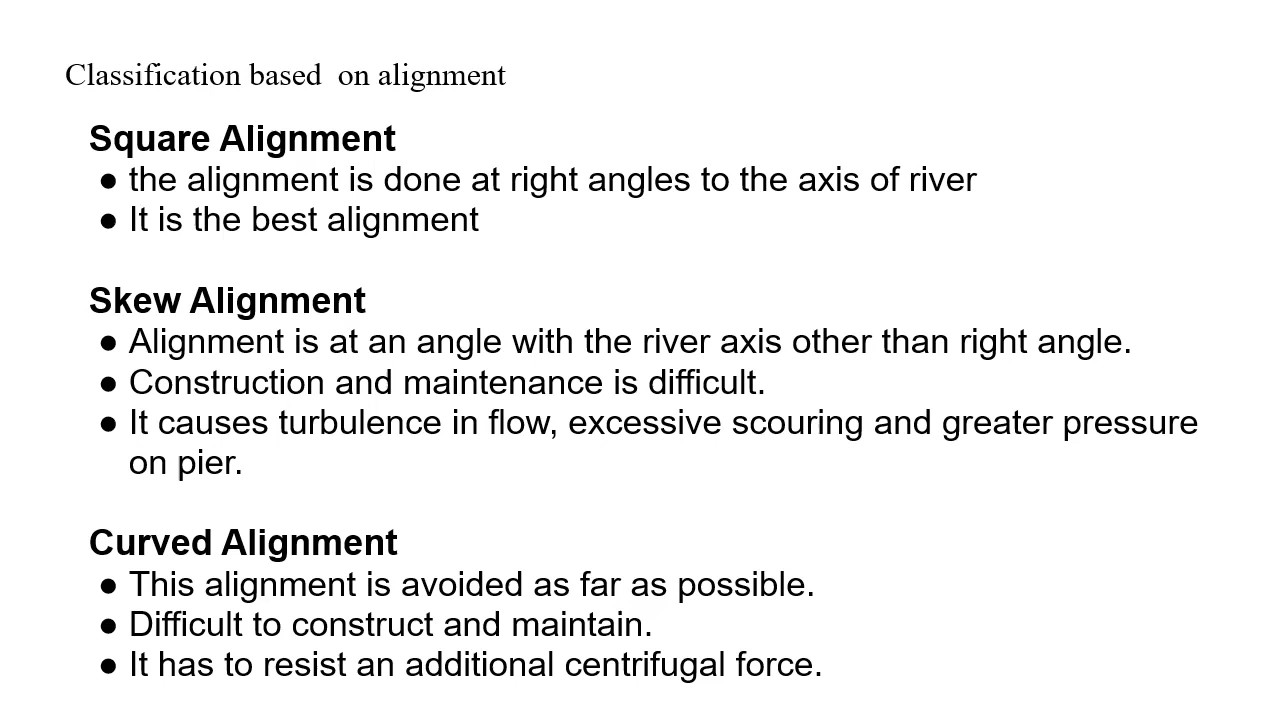 Classification based  on alignment
Square Alignment
● the alignment is done at right angles to the axis of river
● It is the best alignment
Skew Alignment
● Alignment is at an angle with the river axis other than right angle.
● Construction and maintenance is difficult.
● It causes turbulence in flow, excessive scouring and greater pressure
on pier.
Curved Alignment
● This alignment is avoided as far as possible.
● Difficult to construct and maintain.
● It has to resist an additional centrifugal force.